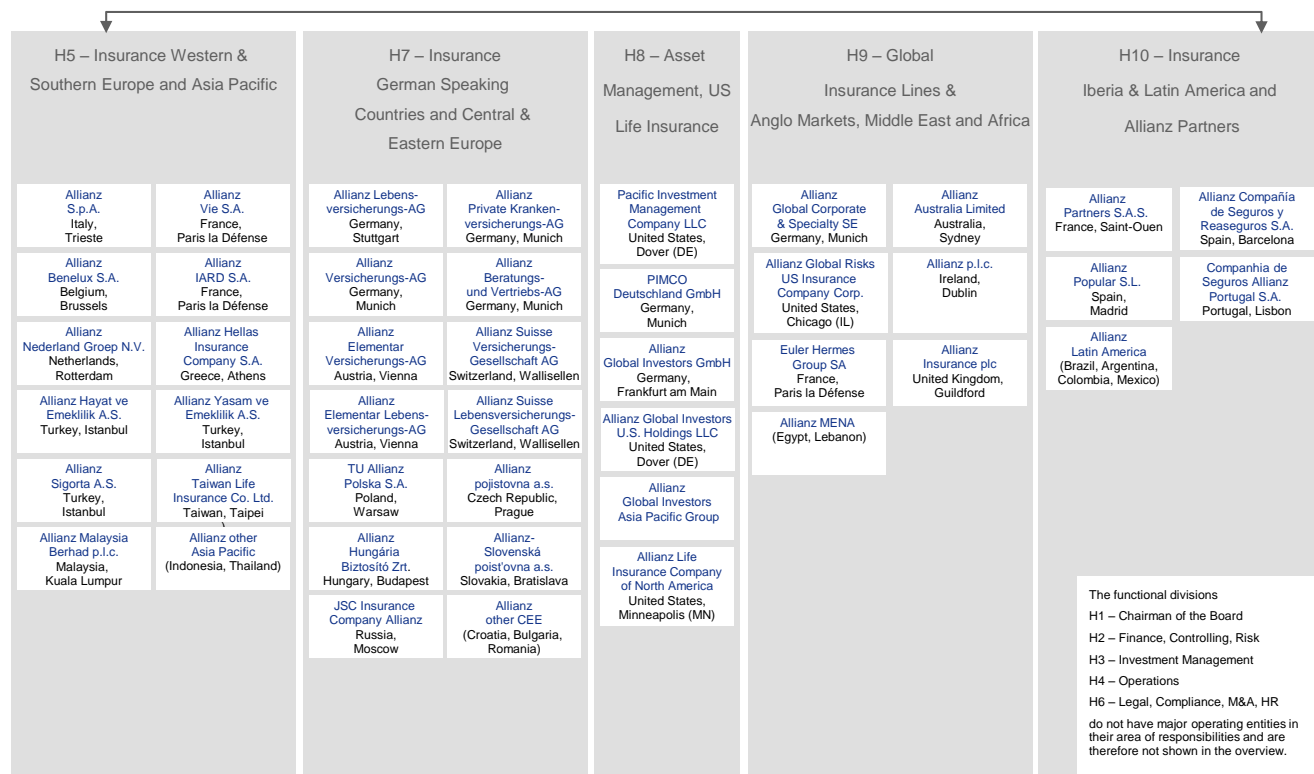 H5 – Insurance Western &
Southern Europe and Asia Pacific
Allianz
S.p.A.
Italy,
Trieste
Allianz
Vie S.A.
France,
Paris la Défense
Allianz
Benelux S.A.
Belgium,
Brussels
Allianz
IARD S.A.
France,
Paris la Défense
Allianz
Nederland Groep N.V.
Netherlands,
Rotterdam
Allianz Hellas
Insurance
Company S.A.
Greece, Athens
Allianz Hayat ve
Emeklilik A.S.
Turkey, Istanbul
Allianz Yasam ve
Emeklilik A.S.
Turkey,
Istanbul
Allianz
Sigorta A.S.
Turkey,
Istanbul
Allianz
Taiwan Life
Insurance Co. Ltd.
Taiwan, Taipei
)
Allianz Malaysia
Berhad p.l.c.
Malaysia,
Kuala Lumpur
Allianz other
Asia Pacific
(Indonesia, Thailand)
H7 – Insurance
German Speaking
Countries and Central &
Eastern Europe
Allianz Lebens-
versicherungs-AG
Germany,
Stuttgart
Allianz
Private Kranken-
versicherungs-AG
Germany, Munich
Allianz
Versicherungs-AG
Germany,
Munich
Allianz
Beratungs-
und Vertriebs-AG
Germany, Munich
Allianz
Elementar
Versicherungs-AG
Austria, Vienna
Allianz Suisse
Versicherungs-
Gesellschaft AG
Switzerland, Wallisellen
Allianz
Elementar Lebens-
versicherungs-AG
Austria, Vienna
Allianz Suisse
Lebensversicherungs-
Gesellschaft AG
Switzerland, Wallisellen
TU Allianz
Polska S.A.
Poland,
Warsaw
Allianz
pojistovna a.s.
Czech Republic,
Prague
Allianz
Hungária
Biztosító Zrt.
Hungary, Budapest
Allianz-
Slovenská
poist'ovna a.s.
Slovakia, Bratislava
JSC Insurance
Company Allianz
Russia,
Moscow
Allianz
other CEE
(Croatia, Bulgaria,
Romania)
H8 – Asset
Management, US
Life Insurance
Pacific Investment
Management
Company LLC
United States,
Dover (DE)
PIMCO
Deutschland GmbH
Germany,
Munich
Allianz
Global Investors GmbH
Germany,
Frankfurt am Main
Allianz Global Investors
U.S. Holdings LLC
United States,
Dover (DE)
Allianz
Global Investors
Asia Pacific Group
Allianz Life
Insurance Company
of North America
United States,
Minneapolis (MN)
H9 – Global
Insurance Lines &
Anglo Markets, Middle East and Africa
Allianz
Global Corporate
& Specialty SE
Germany, Munich
Allianz
Australia Limited
Australia,
Sydney
Allianz Global Risks
US Insurance
Company Corp.
United States,
Chicago (IL)
Allianz p.l.c.
Ireland,
Dublin
Euler Hermes
Group SA
France,
Paris la Défense
Allianz
Insurance plc
United Kingdom,
Guildford
Allianz MENA
(Egypt, Lebanon)
H10 – Insurance
Iberia & Latin America and
Allianz Partners
Allianz
Partners S.A.S.
France, Saint-Ouen
Allianz Compañía
de Seguros y
Reaseguros S.A.
Spain, Barcelona
Allianz
Popular S.L.
Spain,
Madrid
Companhia de
Seguros Allianz
Portugal S.A.
Portugal, Lisbon
Allianz
Latin America
(Brazil, Argentina,
Colombia, Mexico)
The functional divisions
H1 – Chairman of the Board
H2 – Finance, Controlling, Risk
H3 – Investment Management
H4 – Operations
H6 – Legal, Compliance, M&A, HR
do not have major operating entities in
their area of responsibilities and are
therefore not shown in the overview.